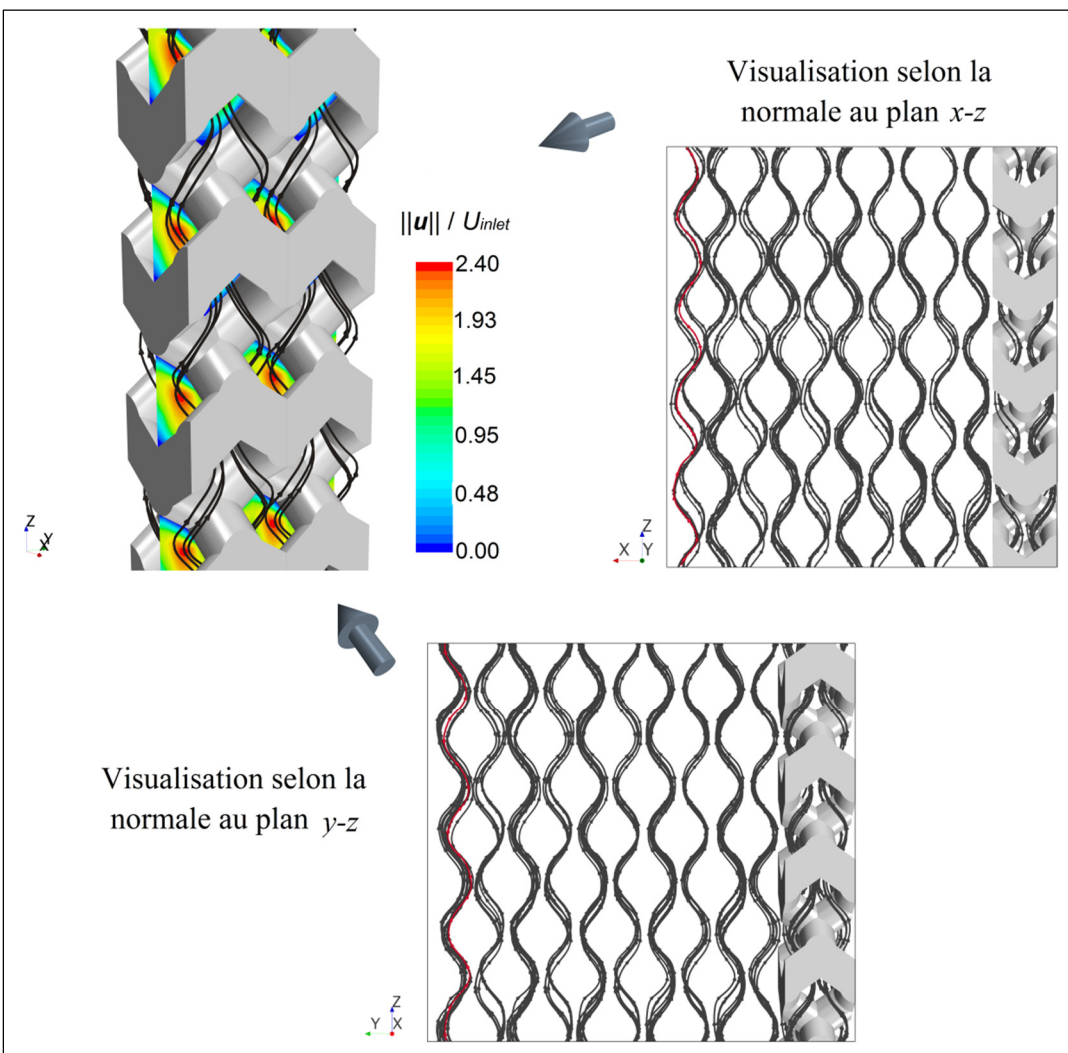 Visualisation selon la
normale au plan x-z
||u|| / Uinlet
2.40
1.93
1.45
0.95
0.48
0.00
Z
Y
X
Z
X
Y
Visualisation selon la
normale au plan y-z
Z
Y
X